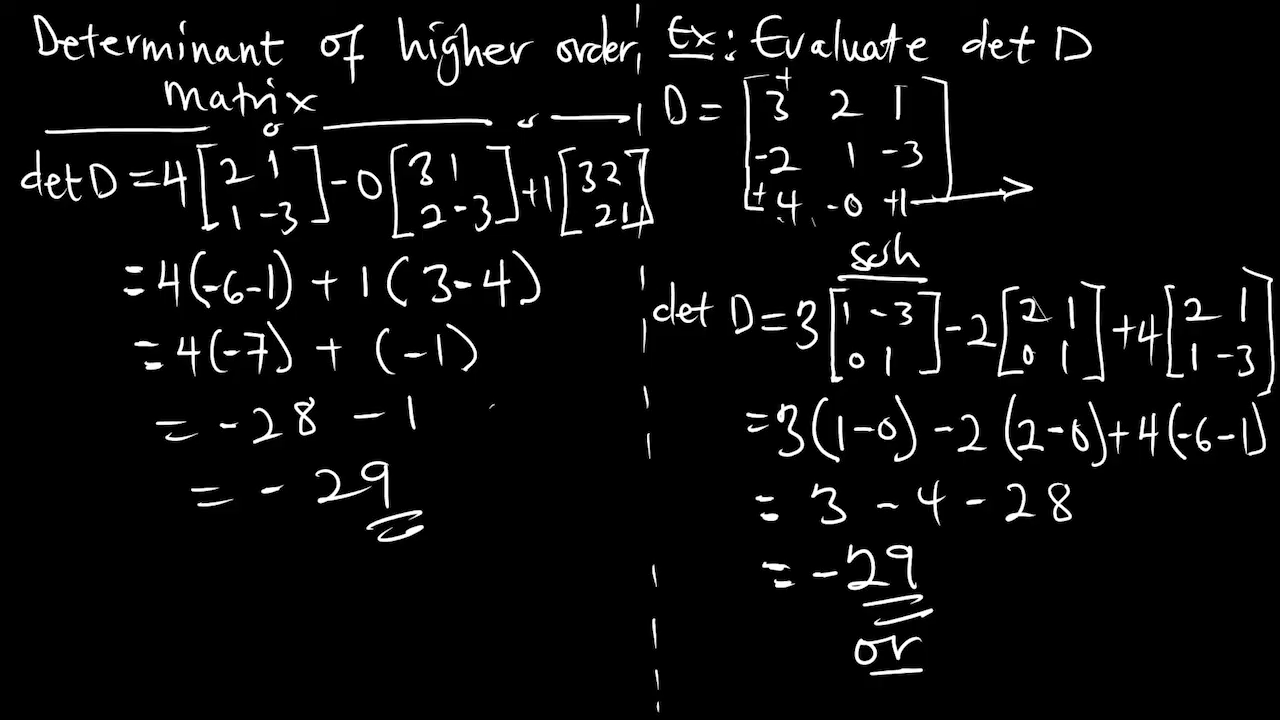 Determinant of higher order
matrix
det D = 4 [2 1 - 0 [3 1 + 1 [3 2
1 -3] 2 -3] 2 1]
= 4(-6-1) + 1(3-4)
= 4(-7) + (-1)
= -28 - 1
= - 29
Ex: Evaluate det D
D = [3 2 1
-2 1 -3
+4 -0 +1]
soln
det D = 3 [1 -3 - 2 [2 1 + 4 [2 1
0 1] 0 1] 1 -3]
= 3(1-0) - 2(2-0) + 4(-6-1)
= 3 - 4 - 28
= -29
or